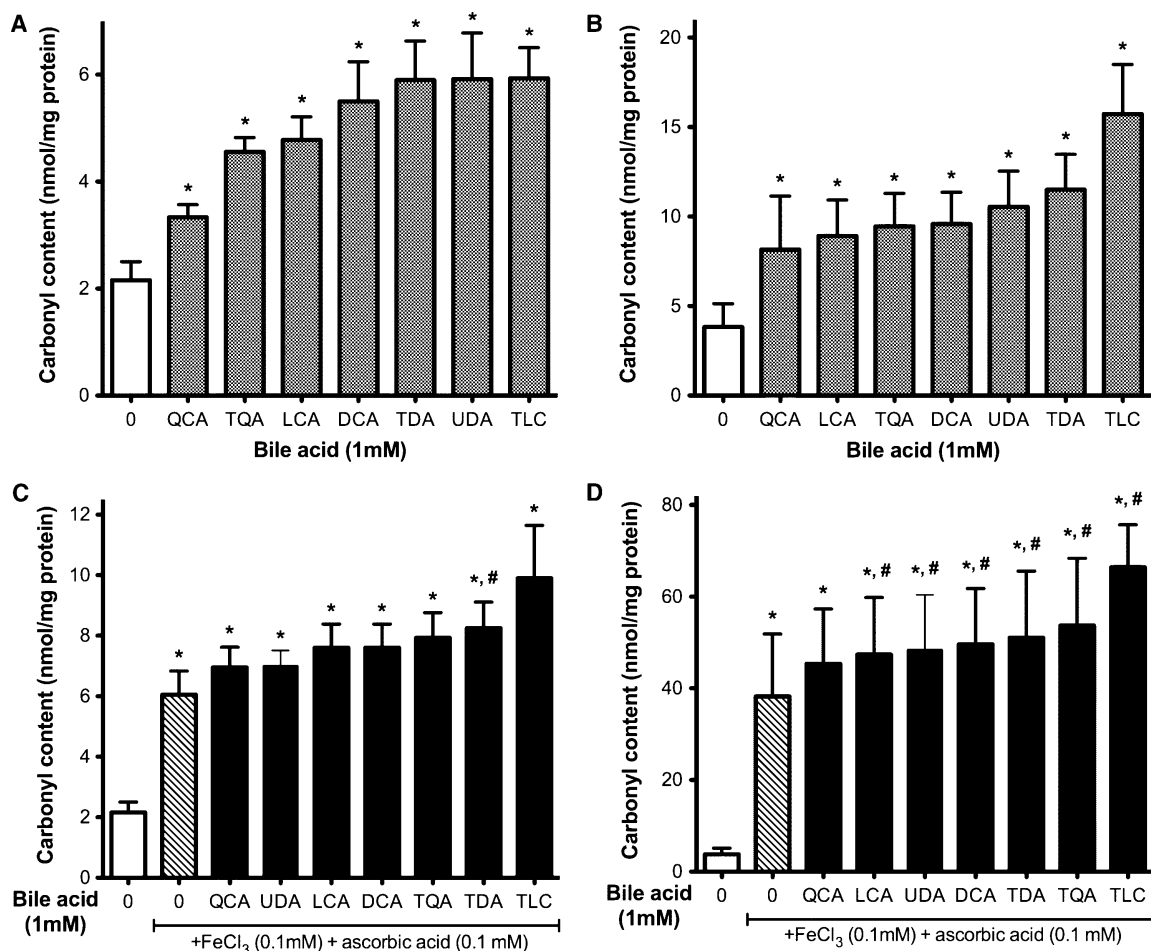 A
Carbonyl content (nmol/mg protein)
6
4
2
0
* * * * * * *
0 QCA TQA LCA DCA TDA UDA TLC
Bile acid (1mM)
B
Carbonyl content (nmol/mg protein)
20
15
10
5
0
* * * * * * *
0 QCA LCA TQA DCA UDA TDA TLC
Bile acid (1mM)
C
Carbonyl content (nmol/mg protein)
12
10
8
6
4
2
0
* * * * * * *, # *
Bile acid
(1mM)
0 0 QCA UDA LCA DCA TQA TDA TLC
+FeCl₃ (0.1mM) + ascorbic acid (0.1 mM)
D
Carbonyl content (nmol/mg protein)
80
60
40
20
0
* * *, # *, # *, # *, # *, # *, #
Bile acid
(1mM)
0 0 QCA LCA UDA DCA TDA TQA TLC
+FeCl₃ (0.1mM) + ascorbic acid (0.1 mM)